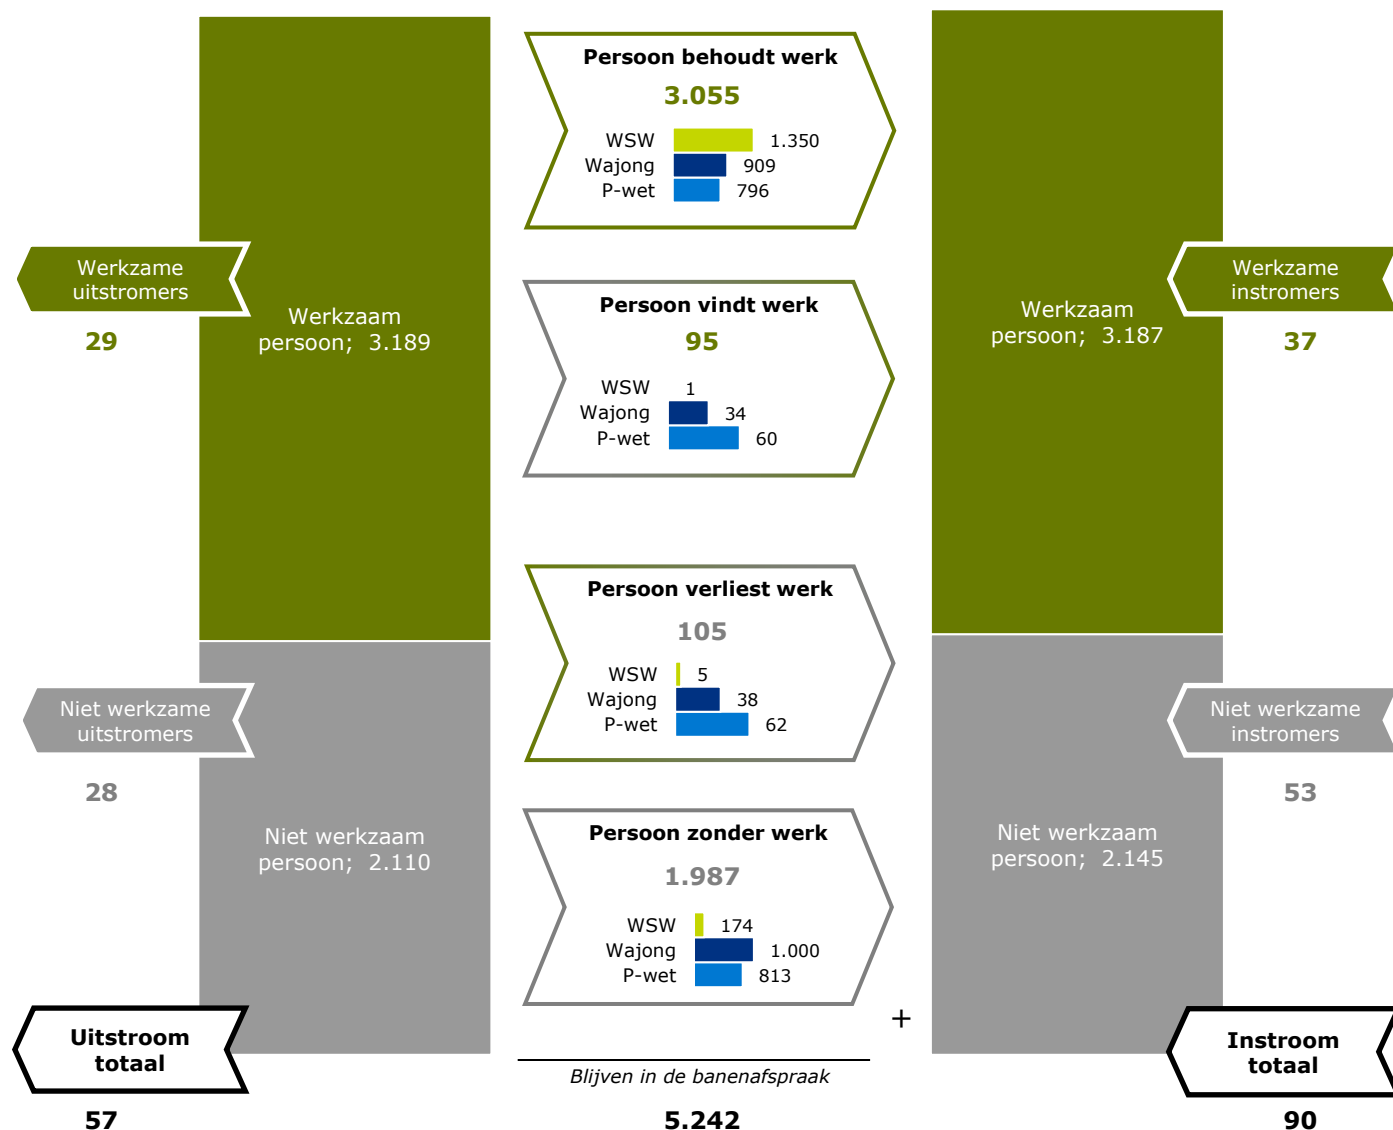 Werkzame
uitstromers
29
Werkzaam
persoon; 3.189
Niet werkzame
uitstromers
28
Niet werkzaam
persoon; 2.110
Uitstroom
totaal
57
Persoon behoudt werk
3.055
WSW 1.350
Wajong 909
P-wet 796
Persoon vindt werk
95
WSW 1
Wajong 34
P-wet 60
Persoon verliest werk
105
WSW 5
Wajong 38
P-wet 62
Persoon zonder werk
1.987
WSW 174
Wajong 1.000
P-wet 813
+
Blijven in de banenafspraak
5.242
Werkzaam
persoon; 3.187
Werkzame
instromers
37
Niet werkzaam
persoon; 2.145
Niet werkzame
instromers
53
Instroom
totaal
90